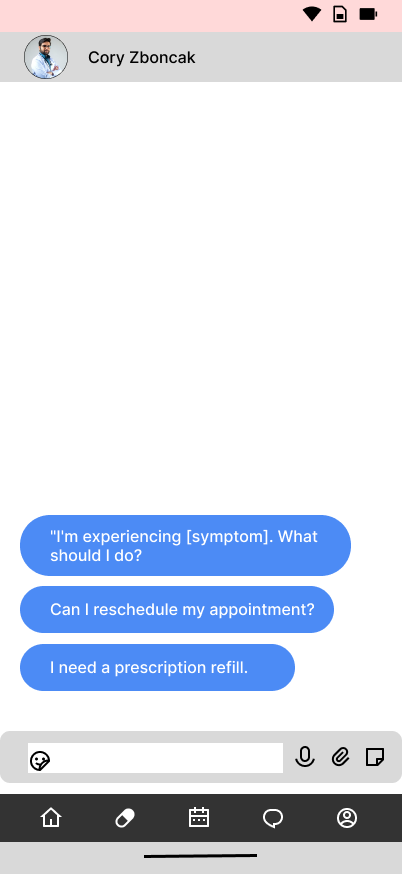 Cory Zboncak
"I'm experiencing [symptom]. What
should I do?
Can I reschedule my appointment?
I need a prescription refill.